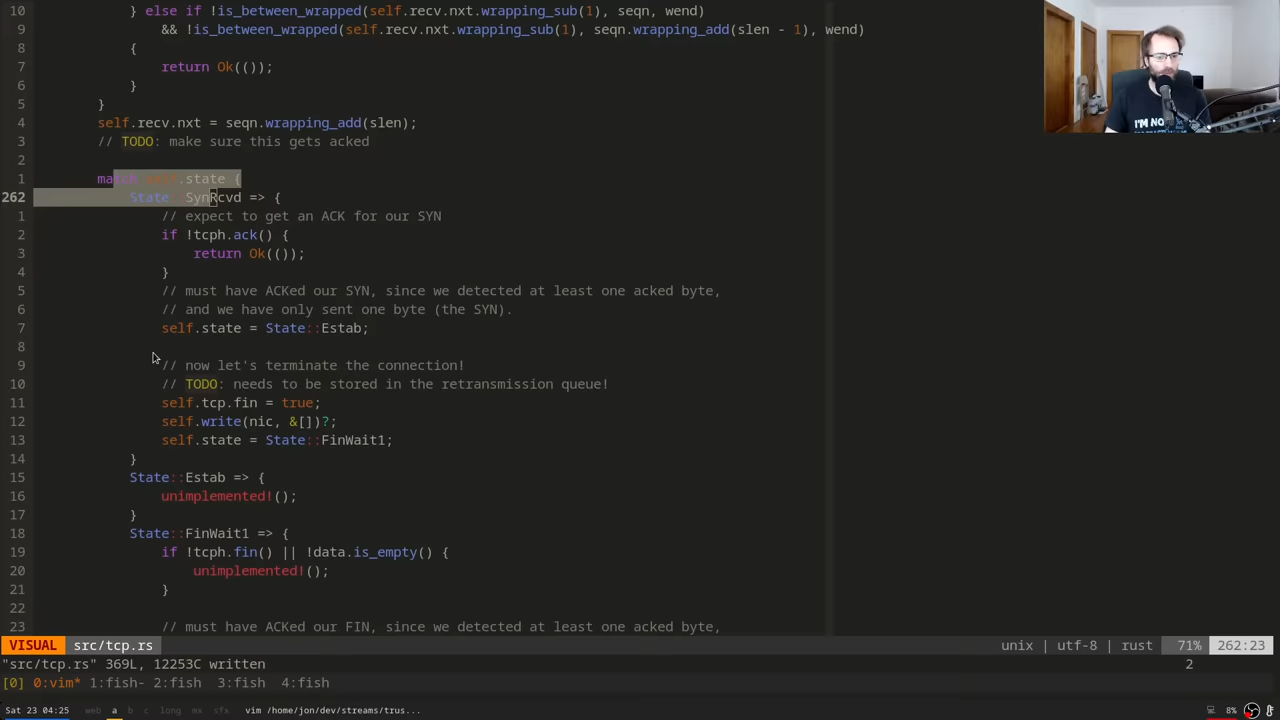 10             } else if !is_between_wrapped(self.recv.nxt.wrapping_sub(1), seqn, wend)
9                 && !is_between_wrapped(self.recv.nxt.wrapping_sub(1), seqn.wrapping_add(slen - 1), wend)
8             {
7                 return Ok(());
6             }
5         }
4         self.recv.nxt = seqn.wrapping_add(slen);
3         // TODO: make sure this gets acked
2
1         match self.state {
262             State::SynRcvd => {
1                 // expect to get an ACK for our SYN
2                 if !tcph.ack() {
3                     return Ok(());
4                 }
5                 // must have ACKed our SYN, since we detected at least one acked byte,
6                 // and we have only sent one byte (the SYN).
7                 self.state = State::Estab;
8
9                 // now let's terminate the connection!
10                 // TODO: needs to be stored in the retransmission queue!
11                 self.tcp.fin = true;
12                 self.write(nic, &[])?;
13                 self.state = State::FinWait1;
14             }
15             State::Estab => {
16                 unimplemented!();
17             }
18             State::FinWait1 => {
19                 if !tcph.fin() || !data.is_empty() {
20                     unimplemented!();
21                 }
22
23                 // must have ACKed our FIN, since we detected at least one acked byte,
VISUAL src/tcp.rs unix | utf-8 | rust 71% 262:23
"src/tcp.rs" 369L, 12253C written 2
[0] 0:vim* 1:fish- 2:fish 3:fish 4:fish
Sat 23 04:25 web a b c long ms sfx vim /home/jon/dev/streams/trus... 8%
I'M NO